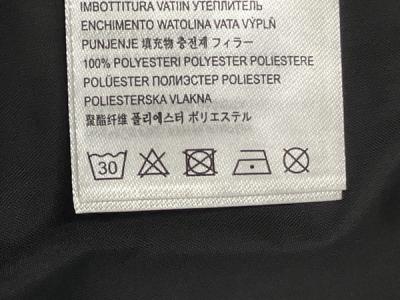 IMBOTTITURA VATIIN УТЕПЛИТЕЛЬ
ENCHIMENTO WATOLINA VATA VÝPLŇ
PUNJENJE 填充物 충전재 フィラー
100% POLYESTERI POLYESTER POLIESTERE
POLÜESTER ПОЛИЭСТЕР POLIESTER
POLIESTERSKA VLAKNA
聚酯纤维 폴리에스터 ポリエステル
30